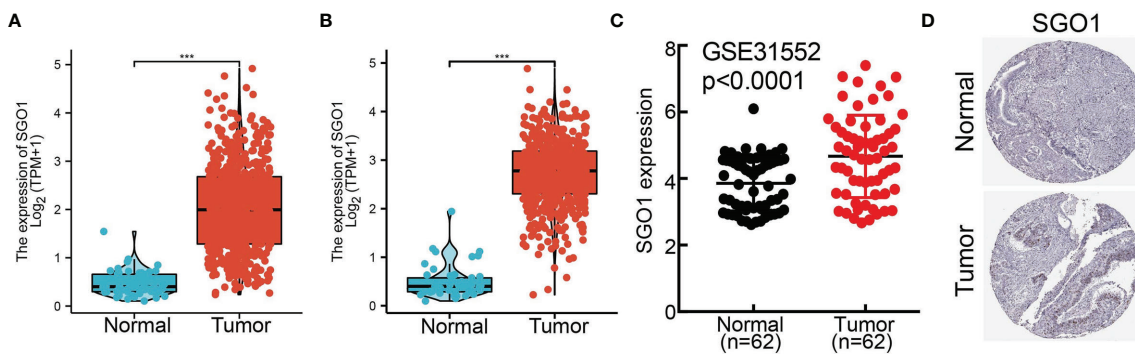 A
The expression of SGO1
Log2 (TPM+1)
5
4
3
2
1
0
***
Normal
Tumor
B
The expression of SGO1
Log2 (TPM+1)
5
4
3
2
1
0
***
Normal
Tumor
C
SGO1 expression
8
6
4
2
0
GSE31552
p<0.0001
Normal
(n=62)
Tumor
(n=62)
D
SGO1
Normal
Tumor